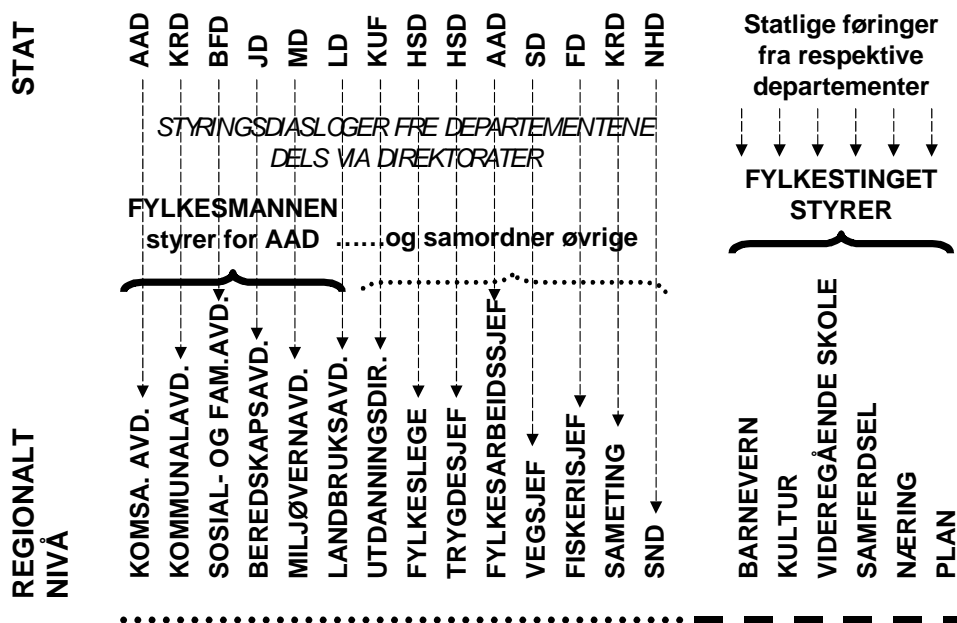 STAT
AAD
KRD
BFD
JD
MD
LD
KUF
HSD
HSD
AAD
SD
FD
KRD
NHD
STYRINGSDIASLOGER FRE DEPARTEMENTENE
DELS VIA DIREKTORATER
FYLKESMANNEN
styrer for AAD ……og samordner øvrige
Statlige føringer
fra respektive
departementer
FYLKESTINGET
STYRER
REGIONALT
NIVÅ
KOMSA. AVD.
KOMMUNALAVD.
SOSIAL- OG FAM.AVD.
BEREDSKAPSAVD.
MILJØVERNAVD.
LANDBRUKSAVD.
UTDANNINGSDIR.
FYLKESLEGE
TRYGDESJEF
FYLKESARBEIDSSJEF
VEGSJEF
FISKERISJEF
SAMETING
SND
BARNEVERN
KULTUR
VIDEREGÅENDE SKOLE
SAMFERDSEL
NÆRING
PLAN